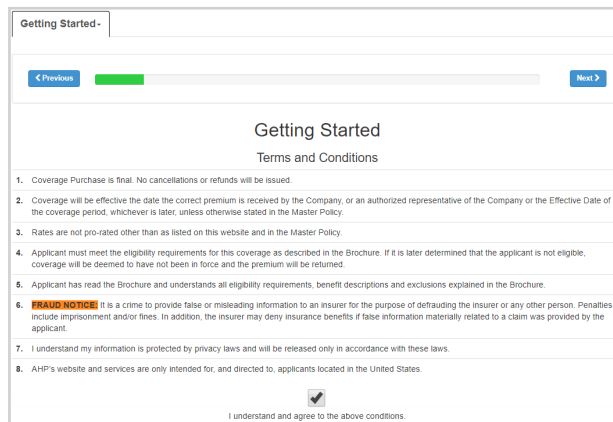 Getting Started
Previous
Next
Getting Started
Terms and Conditions
1. Coverage Purchase is final. No cancellations or refunds will be issued.
2. Coverage will be effective the date the correct premium is received by the Company, or an authorized representative of the Company or the Effective Date of
the coverage period, whichever is later, unless otherwise stated in the Master Policy.
3. Rates are not pro-rated other than as listed on this website and in the Master Policy.
4. Applicant must meet the eligibility requirements for this coverage as described in the Brochure. If it is later determined that the applicant is not eligible,
coverage will be deemed to have not been in force and the premium will be returned.
5. Applicant has read the Brochure and understands all eligibility requirements, benefit descriptions and exclusions explained in the Brochure.
6. FRAUD NOTICE: It is a crime to provide false or misleading information to an insurer for the purpose of defrauding the insurer or any other person. Penalties
include imprisonment and/or fines. In addition, the insurer may deny insurance benefits if false information materially related to a claim was provided by the
applicant.
7. I understand my information is protected by privacy laws and will be released only in accordance with these laws.
8. AHP's website and services are only intended for, and directed to, applicants located in the United States.
I understand and agree to the above conditions.